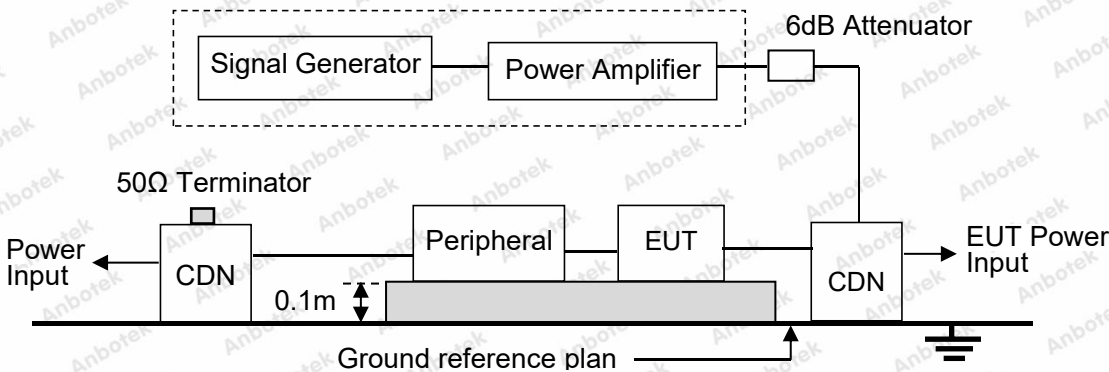 6dB Attenuator
Signal Generator
Power Amplifier
50Ω Terminator
Power
Input
CDN
Peripheral
EUT
CDN
EUT Power
Input
0.1m
Ground reference plan
Anbotek